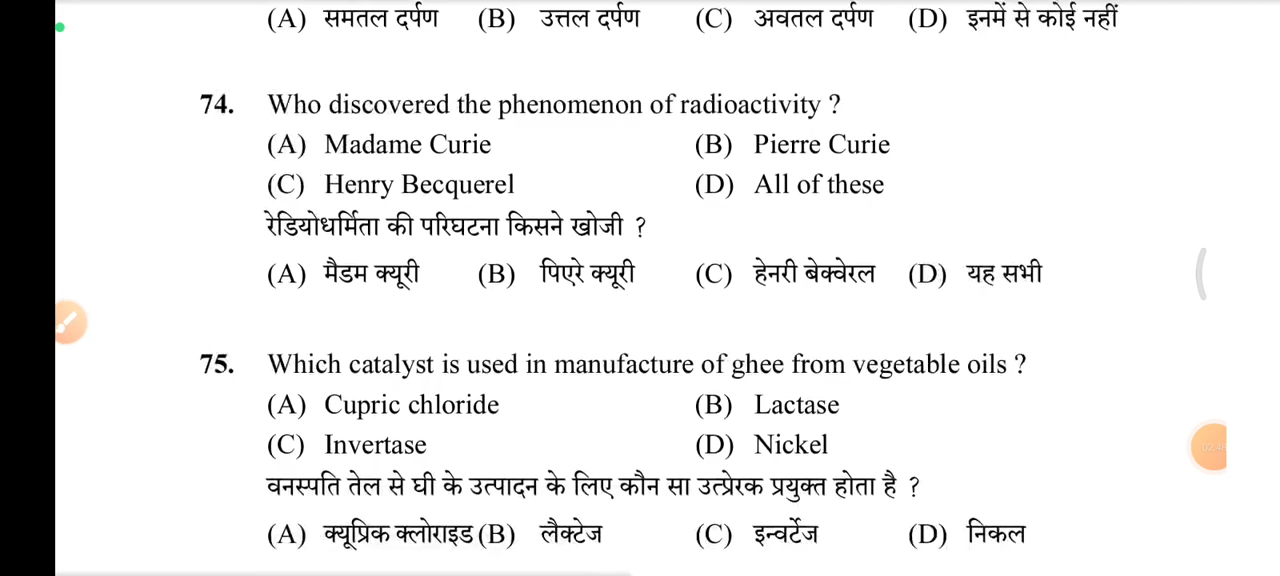 (A) समतल दर्पण (B) उत्तल दर्पण (C) अवतल दर्पण (D) इनमें से कोई नहीं
74. Who discovered the phenomenon of radioactivity ?
(A) Madame Curie (B) Pierre Curie
(C) Henry Becquerel (D) All of these
रेडियोधर्मिता की परिघटना किसने खोजी ?
(A) मैडम क्यूरी (B) पिएरे क्यूरी (C) हेनरी बेक्वेरल (D) यह सभी
75. Which catalyst is used in manufacture of ghee from vegetable oils ?
(A) Cupric chloride (B) Lactase
(C) Invertase (D) Nickel
वनस्पति तेल से घी के उत्पादन के लिए कौन सा उत्प्रेरक प्रयुक्त होता है ?
(A) क्यूप्रिक क्लोराइड (B) लैक्टेज (C) इन्वर्टेज (D) निकल